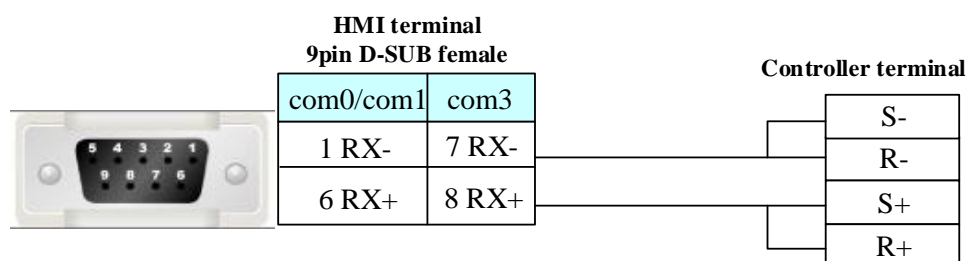 HMI terminal
9pin D-SUB female
Controller terminal
com0/com1 com3
1 RX- 7 RX-
6 RX+ 8 RX+
5 4 3 2 1
9 8 7 6
S-
R-
S+
R+